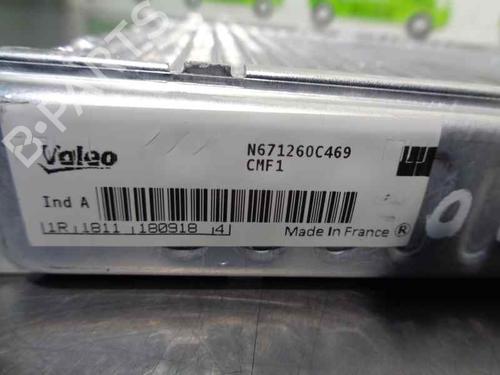 B-PARTS
Valeo
N671260C469
CMF1
Ind A
1R 1811 180918 4
Made In France ®